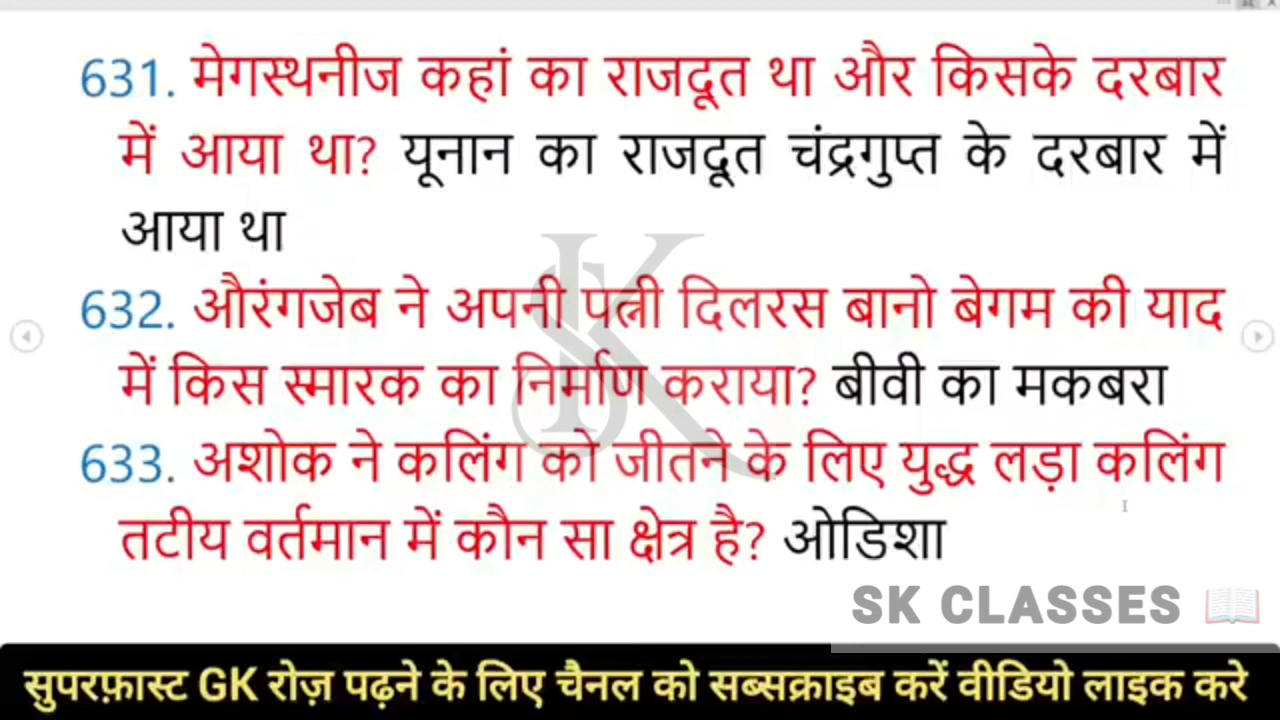 631. मेगस्थनीज कहां का राजदूत था और किसके दरबार
में आया था? यूनान का राजदूत चंद्रगुप्त के दरबार में
आया था
632. औरंगजेब ने अपनी पत्नी दिलरस बानो बेगम की याद
में किस स्मारक का निर्माण कराया? बीवी का मकबरा
633. अशोक ने कलिंग को जीतने के लिए युद्ध लड़ा कलिंग
तटीय वर्तमान में कौन सा क्षेत्र है? ओडिशा
SK CLASSES
सुपरफ़ास्ट GK रोज़ पढ़ने के लिए चैनल को सब्सक्राइब करें वीडियो लाइक करे